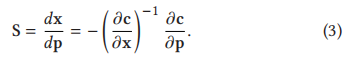 S = dx/dp = −(∂c/∂x)⁻¹ ∂c/∂p. (3)